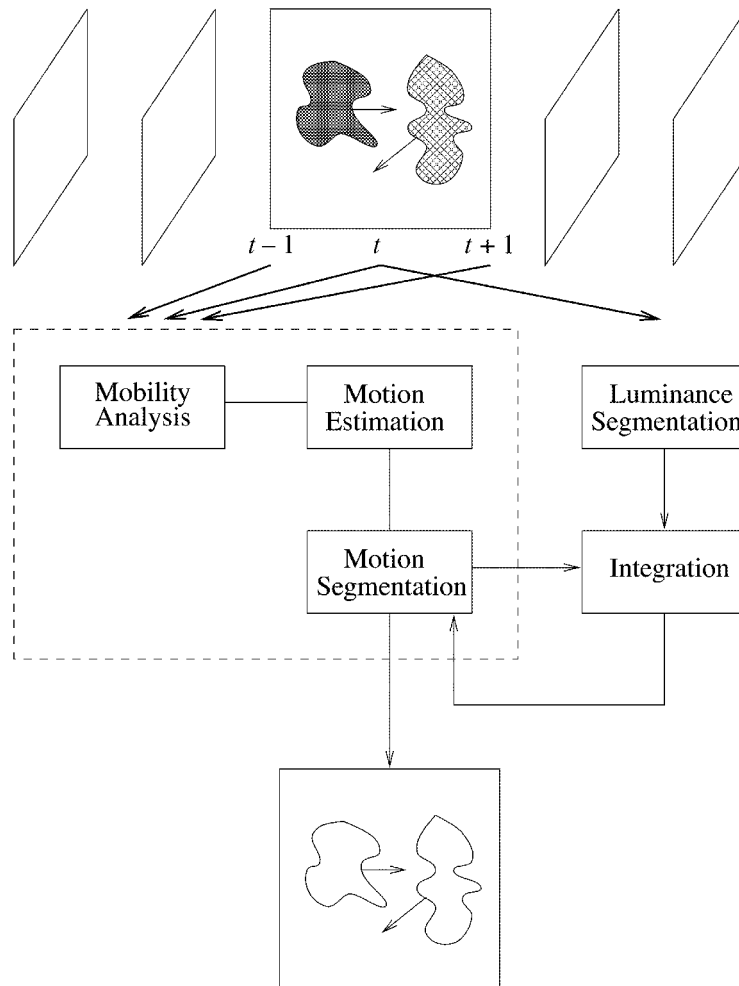 t – 1
t
t + 1
Mobility
Analysis
Motion
Estimation
Luminance
Segmentation
Motion
Segmentation
Integration